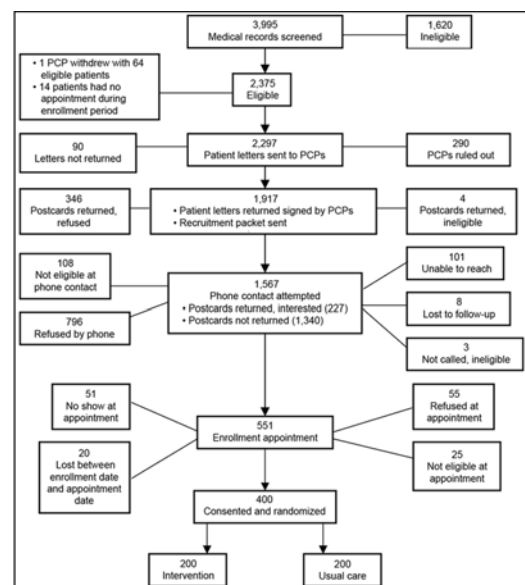 3,995
Medical records screened
1,620
Ineligible
• 1 PCP withdrew with 64
eligible patients
• 14 patients had no
appointment during
enrollment period
2,375
Eligible
90
Letters not returned
2,297
Patient letters sent to PCPs
290
PCPs ruled out
346
Postcards returned,
refused
1,917
• Patient letters returned signed by PCPs
• Recruitment packet sent
4
Postcards returned,
ineligible
108
Not eligible at
phone contact
1,567
Phone contact attempted
• Postcards returned, interested (227)
• Postcards not returned (1,340)
101
Unable to reach
796
Refused by phone
8
Lost to follow-up
3
Not called, ineligible
51
No show at
appointment
551
Enrollment appointment
55
Refused at
appointment
20
Lost between
enrollment date
and appointment
date
25
Not eligible at
appointment
400
Consented and randomized
200
Intervention
200
Usual care